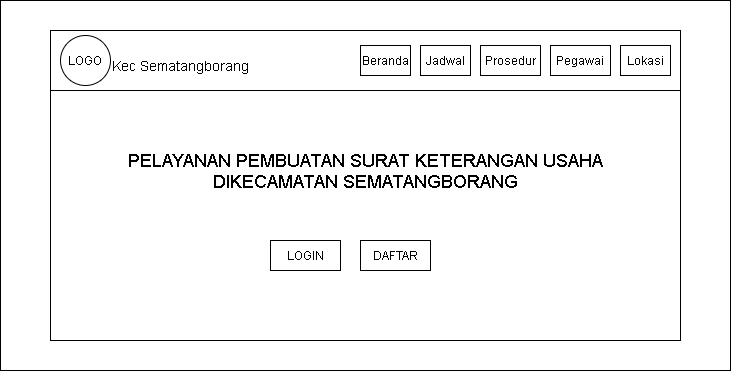 LOGO
Kec Sematangborang
Beranda
Jadwal
Prosedur
Pegawai
Lokasi
PELAYANAN PEMBUATAN SURAT KETERANGAN USAHA
DIKECAMATAN SEMATANGBORANG
LOGIN
DAFTAR